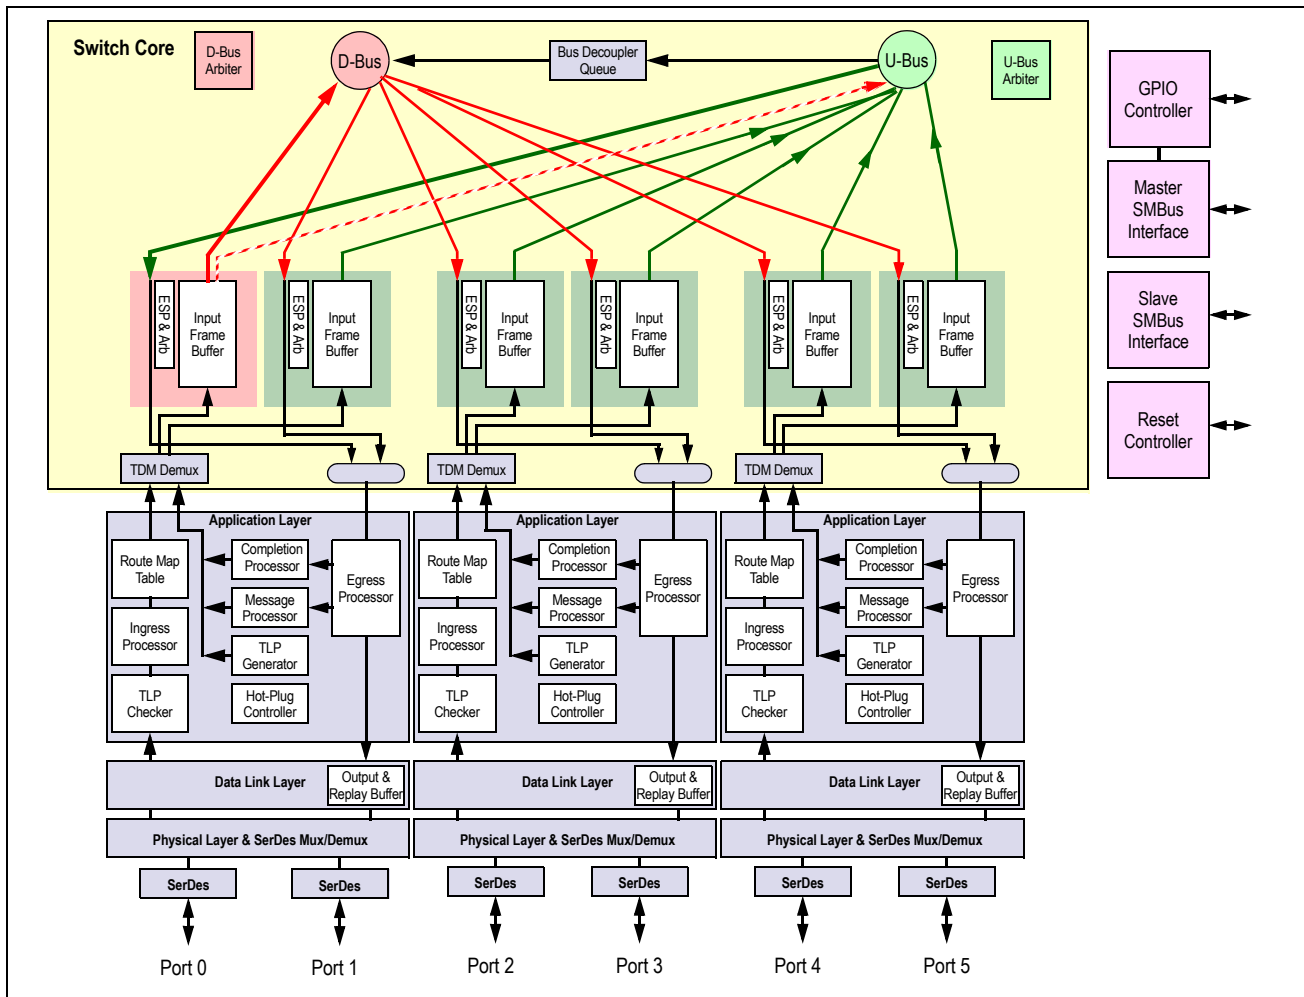 Switch Core
D-Bus
Arbiter
D-Bus
Bus Decoupler
Queue
U-Bus
U-Bus
Arbiter
GPIO
Controller
Master
SMBus
Interface
Slave
SMBus
Interface
Reset
Controller
ESP & Arb
Input
Frame
Buffer
ESP & Arb
Input
Frame
Buffer
ESP & Arb
Input
Frame
Buffer
ESP & Arb
Input
Frame
Buffer
ESP & Arb
Input
Frame
Buffer
ESP & Arb
Input
Frame
Buffer
TDM Demux
TDM Demux
TDM Demux
Application Layer
Route Map
Table
Completion
Processor
Egress
Processor
Ingress
Processor
Message
Processor
TLP
Generator
TLP
Checker
Hot-Plug
Controller
Application Layer
Route Map
Table
Completion
Processor
Egress
Processor
Ingress
Processor
Message
Processor
TLP
Generator
TLP
Checker
Hot-Plug
Controller
Application Layer
Route Map
Table
Completion
Processor
Egress
Processor
Ingress
Processor
Message
Processor
TLP
Generator
TLP
Checker
Hot-Plug
Controller
Data Link Layer
Output &
Replay Buffer
Data Link Layer
Output &
Replay Buffer
Data Link Layer
Output &
Replay Buffer
Physical Layer & SerDes Mux/Demux
Physical Layer & SerDes Mux/Demux
Physical Layer & SerDes Mux/Demux
SerDes
SerDes
SerDes
SerDes
SerDes
SerDes
Port 0
Port 1
Port 2
Port 3
Port 4
Port 5